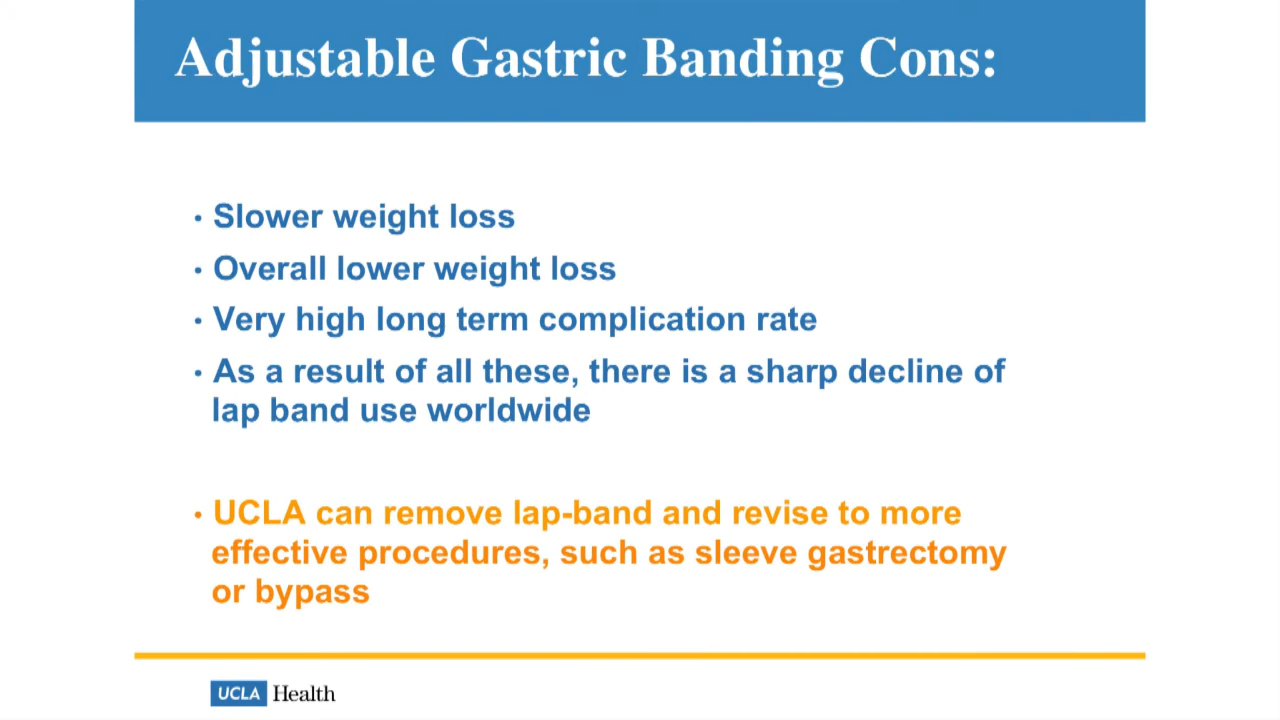 Adjustable Gastric Banding Cons:
• Slower weight loss
• Overall lower weight loss
• Very high long term complication rate
• As a result of all these, there is a sharp decline of
lap band use worldwide
• UCLA can remove lap-band and revise to more
effective procedures, such as sleeve gastrectomy
or bypass
UCLA Health